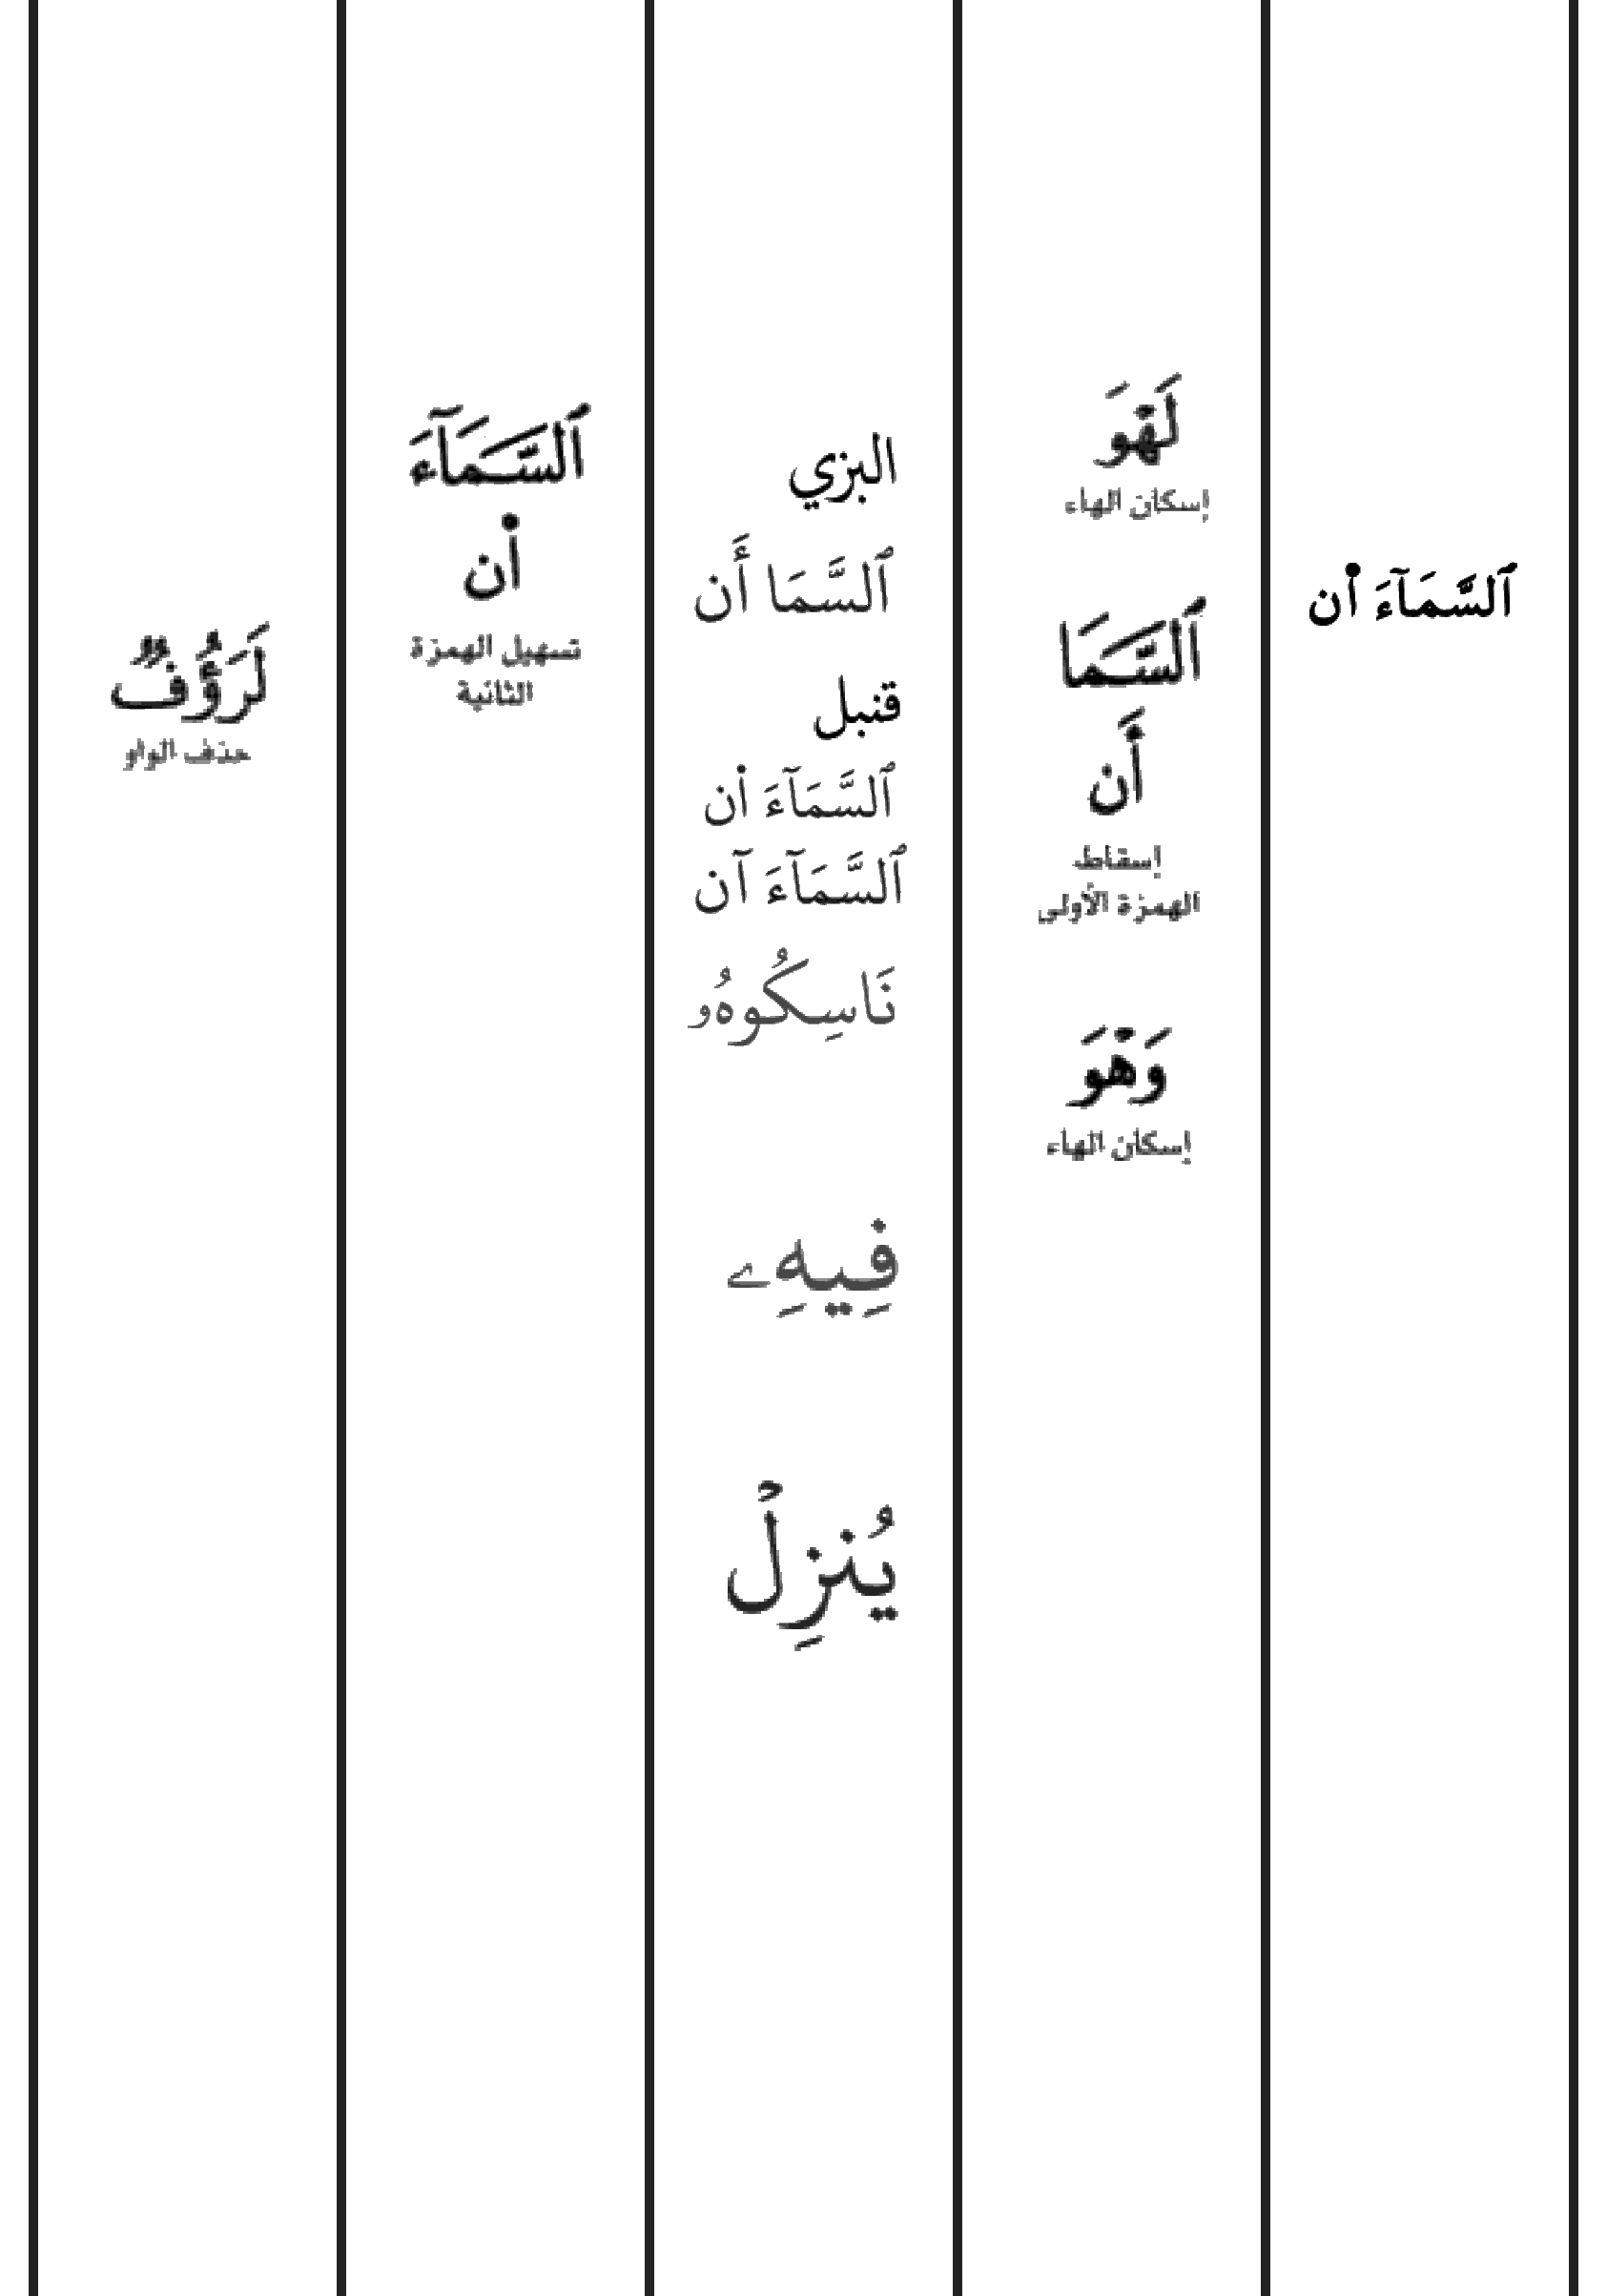 ٱلسَّمَآءَ ا۬ن
لَهْوَ
إسكان الهاء
ٱلسَّمَا
أَن
إسقاط
الهمزة الأولى
وَهْوَ
إسكان الهاء
البزي
ٱلسَّمَا أَن
قنبل
ٱلسَّمَآءَ ا۬ن
ٱلسَّمَآءَ آن
نَاسِكُوهُۥ
فِيهِۦ
يُنزِلْ
ٱلسَّمَآءَ
ا۬ن
تسهيل الهمزة
الثانية
لَرَؤُفٌ
حذف الواو